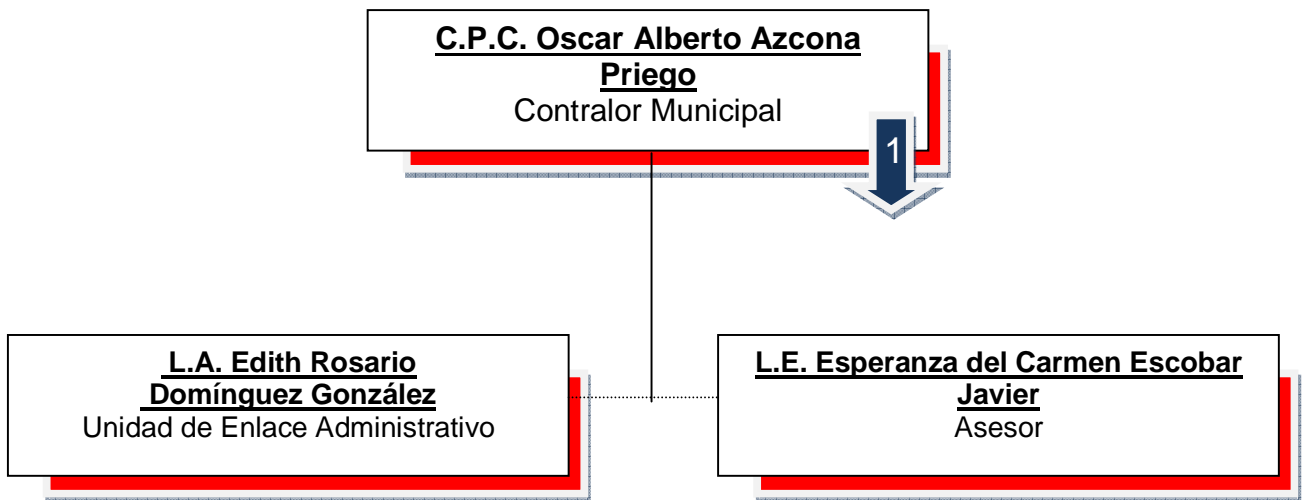 C.P.C. Oscar Alberto Azcona
Priego
Contralor Municipal
1
L.A. Edith Rosario
Domínguez González
Unidad de Enlace Administrativo
L.E. Esperanza del Carmen Escobar
Javier
Asesor